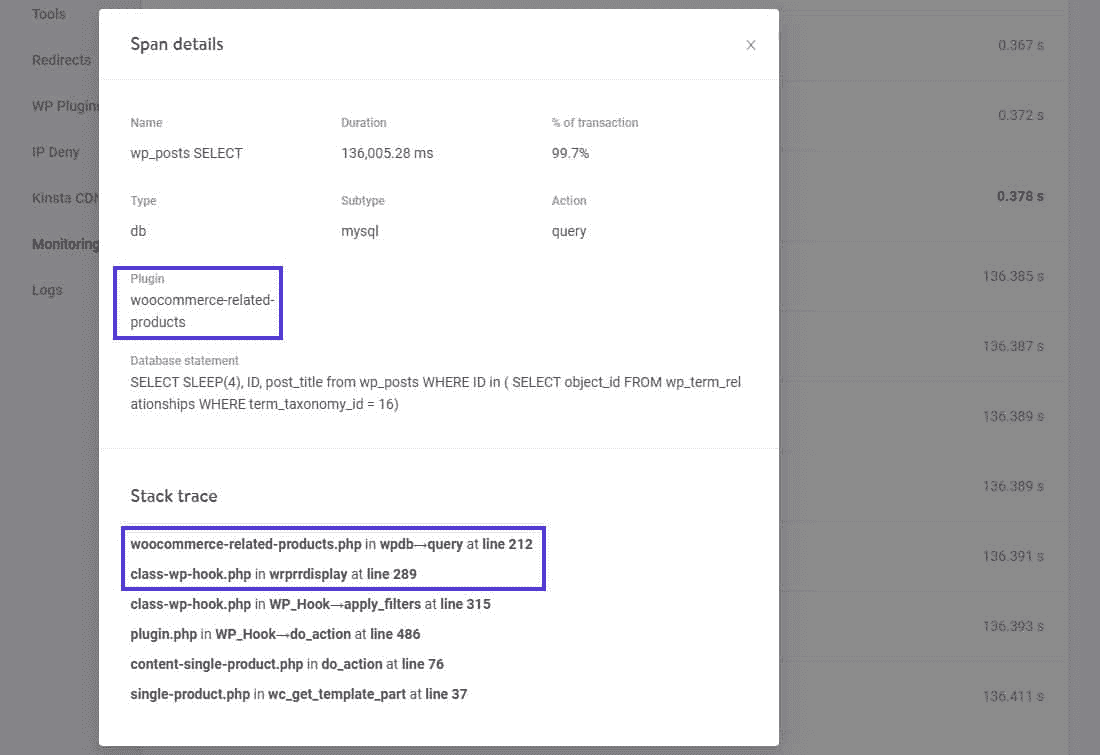 Tools
Redirects
WP Plugins
IP Deny
Kinsta CDN
Monitoring
Logs
Span details
X
Name
Duration
% of transaction
wp_posts SELECT
136,005.28 ms
99.7%
Type
Subtype
Action
db
mysql
query
Plugin
woocommerce-related-
products
Database statement
SELECT SLEEP(4), ID, post_title from wp_posts WHERE ID in ( SELECT object_id FROM wp_term_rel
ationships WHERE term_taxonomy_id = 16)
Stack trace
woocommerce-related-products.php in wpdb→query at line 212
class-wp-hook.php in wrprrdisplay at line 289
class-wp-hook.php in WP_Hook→apply_filters at line 315
plugin.php in WP_Hook→do_action at line 486
content-single-product.php in do_action at line 76
single-product.php in wc_get_template_part at line 37
0.367 s
0.372 s
0.378 s
136.385 s
136.387 s
136.389 s
136.389 s
136.391 s
136.393 s
136.411 s